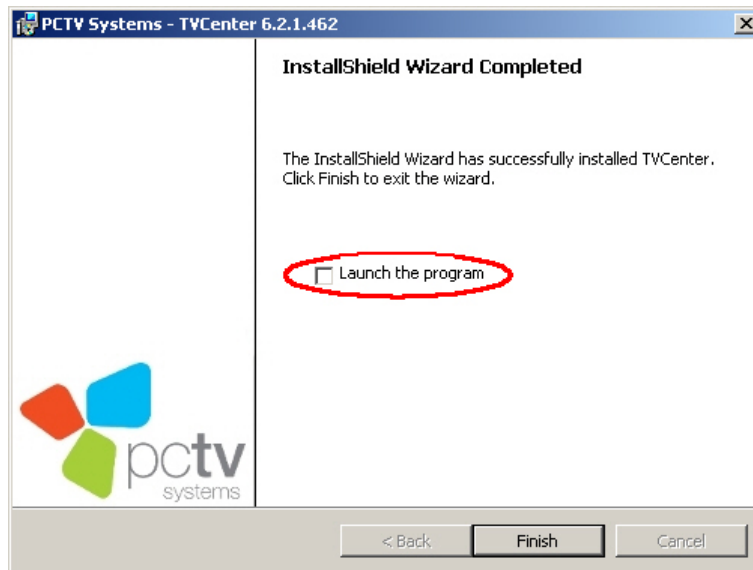 PCTV Systems - TVCenter 6.2.1.462
InstallShield Wizard Completed
The InstallShield Wizard has successfully installed TVCenter.
Click Finish to exit the wizard.
Launch the program
pctv
systems
< Back
Finish
Cancel